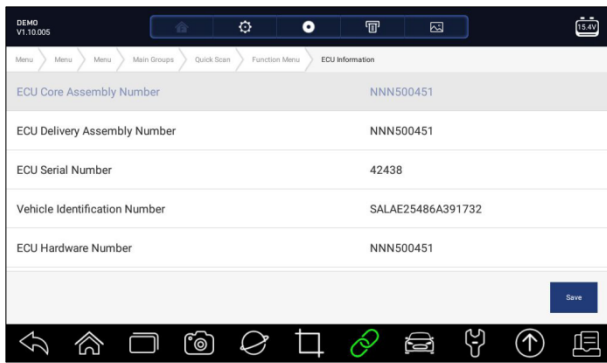 DEMO
V1.10.005
15.4V
Menu Menu Menu Main Groups Quick Scan Function Menu ECU Information
ECU Core Assembly Number NNN500451
ECU Delivery Assembly Number NNN500451
ECU Serial Number 42438
Vehicle Identification Number SALAE25486A391732
ECU Hardware Number NNN500451
Save